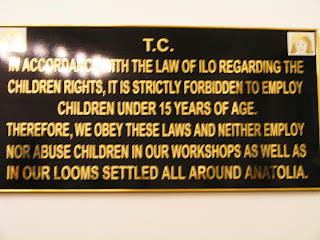 T.C.
IN ACCORDANCE WITH THE LAW OF ILO REGARDING THE
CHILDREN RIGHTS, IT IS STRICTLY FORBIDDEN TO EMPLOY
CHILDREN UNDER 15 YEARS OF AGE.
THEREFORE, WE OBEY THESE LAWS AND NEITHER EMPLOY
NOR ABUSE CHILDREN IN OUR WORKSHOPS AS WELL AS
IN OUR LOOMS SETTLED ALL AROUND ANATOLIA.